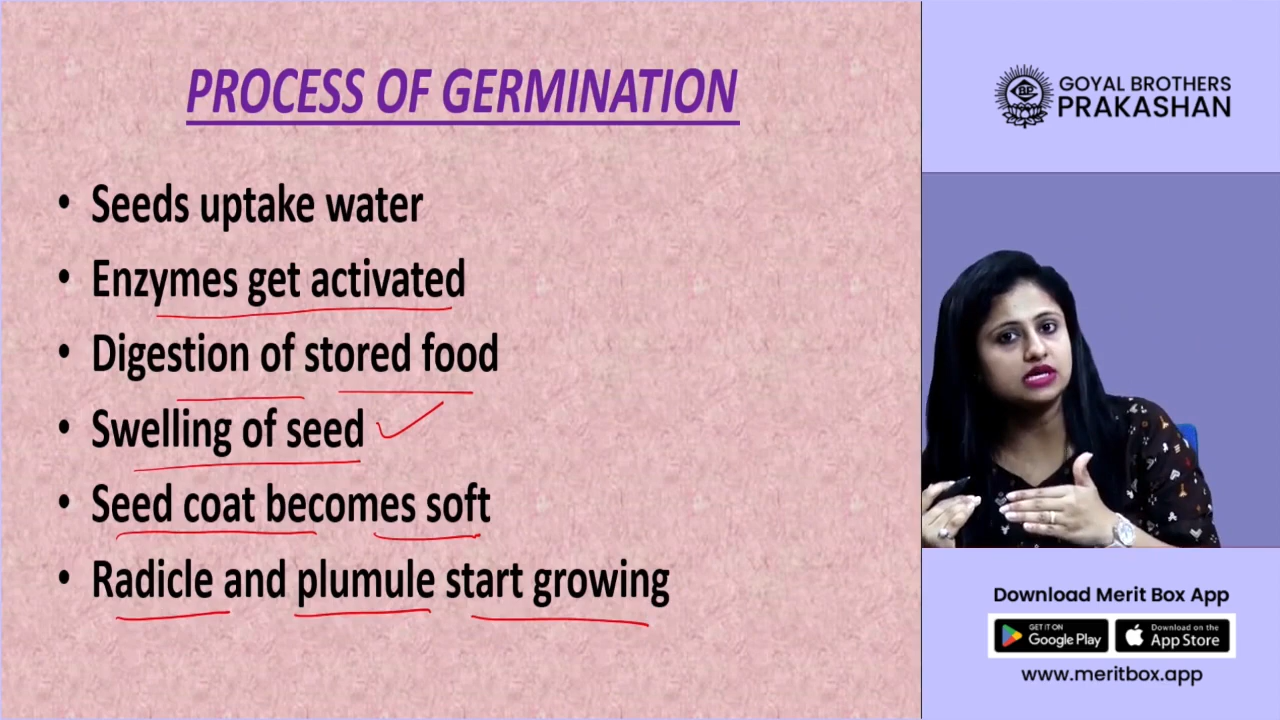 PROCESS OF GERMINATION
• Seeds uptake water
• Enzymes get activated
• Digestion of stored food
• Swelling of seed
• Seed coat becomes soft
• Radicle and plumule start growing
GBP
GOYAL BROTHERS
PRAKASHAN
Download Merit Box App
GET IT ON
Google Play
Download on the
App Store
www.meritbox.app